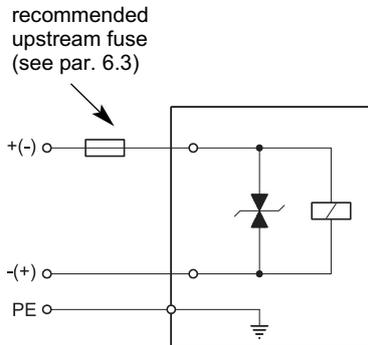 recommended
upstream fuse
(see par. 6.3)
+(-)
-(+)
PE